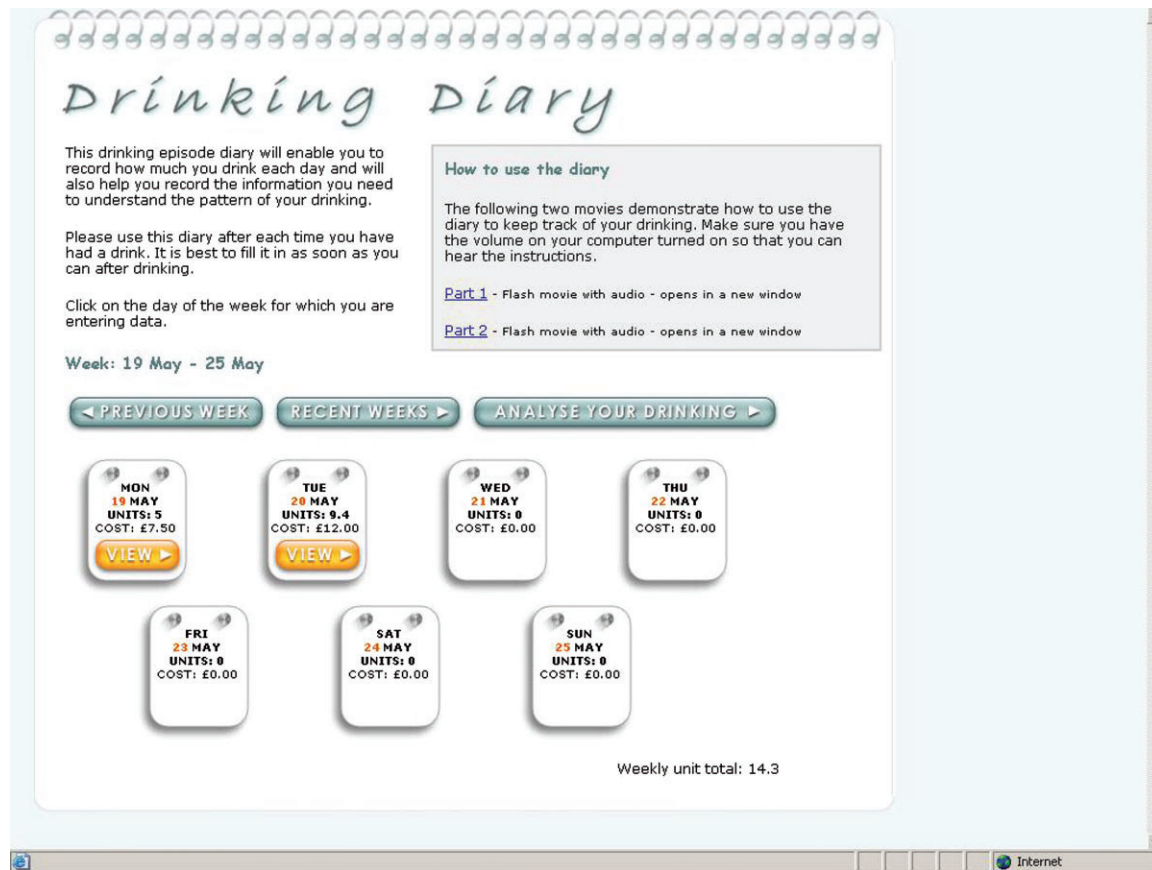 Drinking Diary
This drinking episode diary will enable you to
record how much you drink each day and will
also help you record the information you need
to understand the pattern of your drinking.
Please use this diary after each time you have
had a drink. It is best to fill it in as soon as you
can after drinking.
Click on the day of the week for which you are
entering data.
How to use the diary
The following two movies demonstrate how to use the
diary to keep track of your drinking. Make sure you have
the volume on your computer turned on so that you can
hear the instructions.
Part 1 - Flash movie with audio - opens in a new window
Part 2 - Flash movie with audio - opens in a new window
Week: 19 May - 25 May
PREVIOUS WEEK
RECENT WEEKS
ANALYSE YOUR DRINKING
MON
19 MAY
UNITS: 5
COST: £7.50
VIEW
TUE
20 MAY
UNITS: 9.4
COST: £12.00
VIEW
WED
21 MAY
UNITS: 0
COST: £0.00
THU
22 MAY
UNITS: 0
COST: £0.00
FRI
23 MAY
UNITS: 0
COST: £0.00
SAT
24 MAY
UNITS: 0
COST: £0.00
SUN
25 MAY
UNITS: 0
COST: £0.00
Weekly unit total: 14.3
Internet